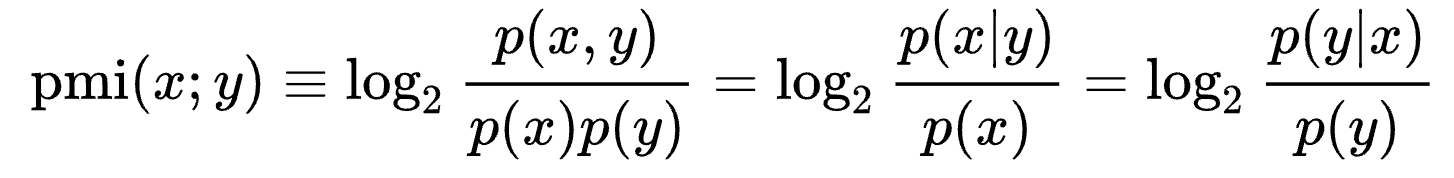 pmi(x; y) ≡ log₂ p(x, y) / p(x)p(y) = log₂ p(x|y) / p(x) = log₂ p(y|x) / p(y)